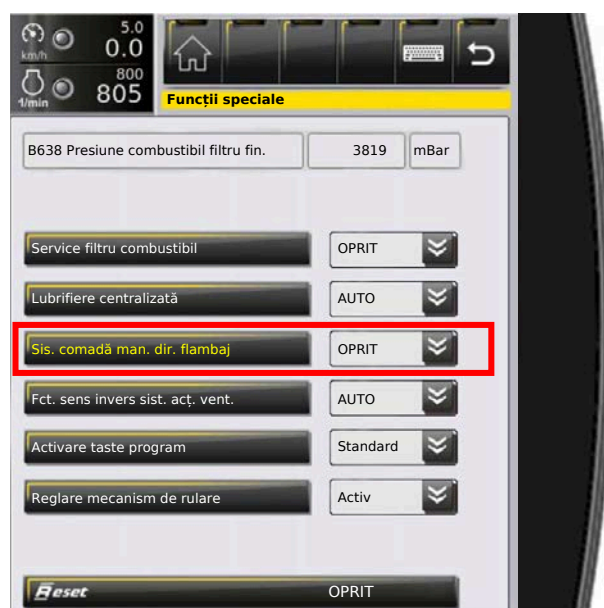 5.0
km/h 0.0
800
1/min 805
Funcții speciale
B638 Presiune combustibil filtru fin. 3819 mBar
Service filtru combustibil OPRIT
Lubrifiere centralizată AUTO
Sis. comadă man. dir. flambaj OPRIT
Fct. sens invers sist. acț. vent. AUTO
Activare taste program Standard
Reglare mecanism de rulare Activ
Reset OPRIT